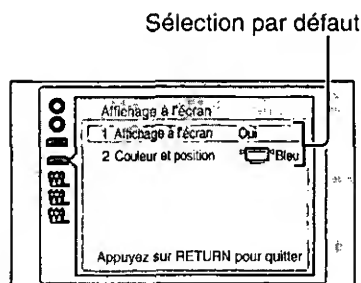 Sélection par défaut
Affichage à l'écran
1 Affichage à l'écran Oui
2 Couleur et position Bleu
Appuyez sur RETURN pour quitter